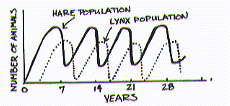 HARE POPULATION
LYNX POPULATION
NUMBER OF ANIMALS
0 7 14 21 28
YEARS